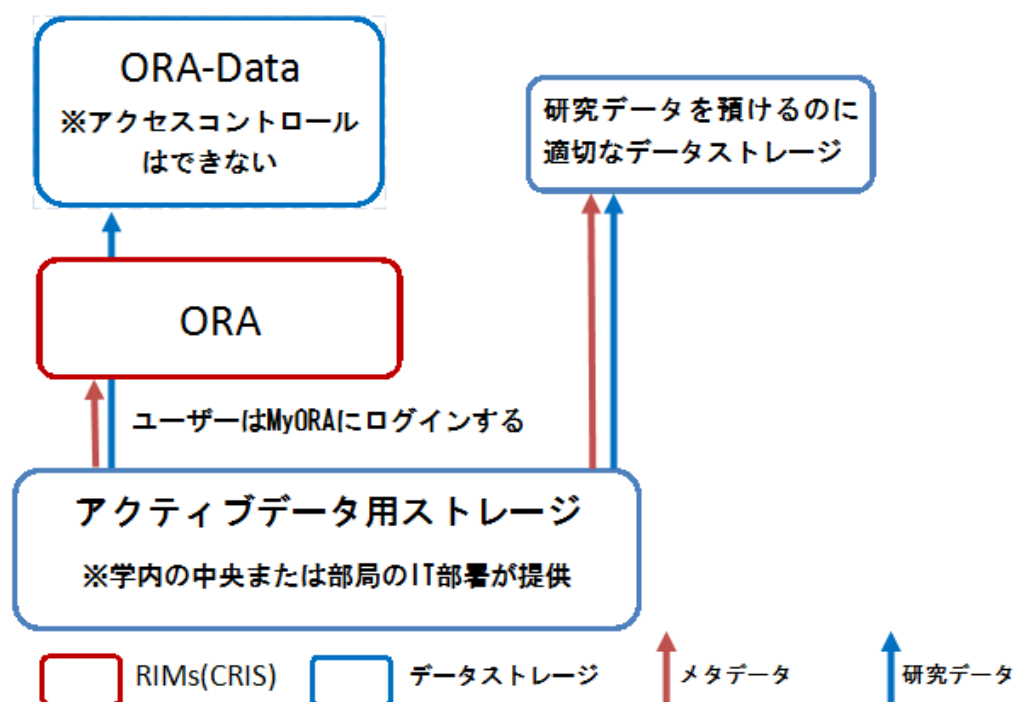 ORA-Data
※アクセスコントロール
はできない
研究データを預けるのに
適切なデータストレージ
ORA
ユーザーはMyORAにログインする
アクティブデータ用ストレージ
※学内の中央または部局のIT部署が提供
RIMs(CRIS)
データストレージ
メタデータ
研究データ